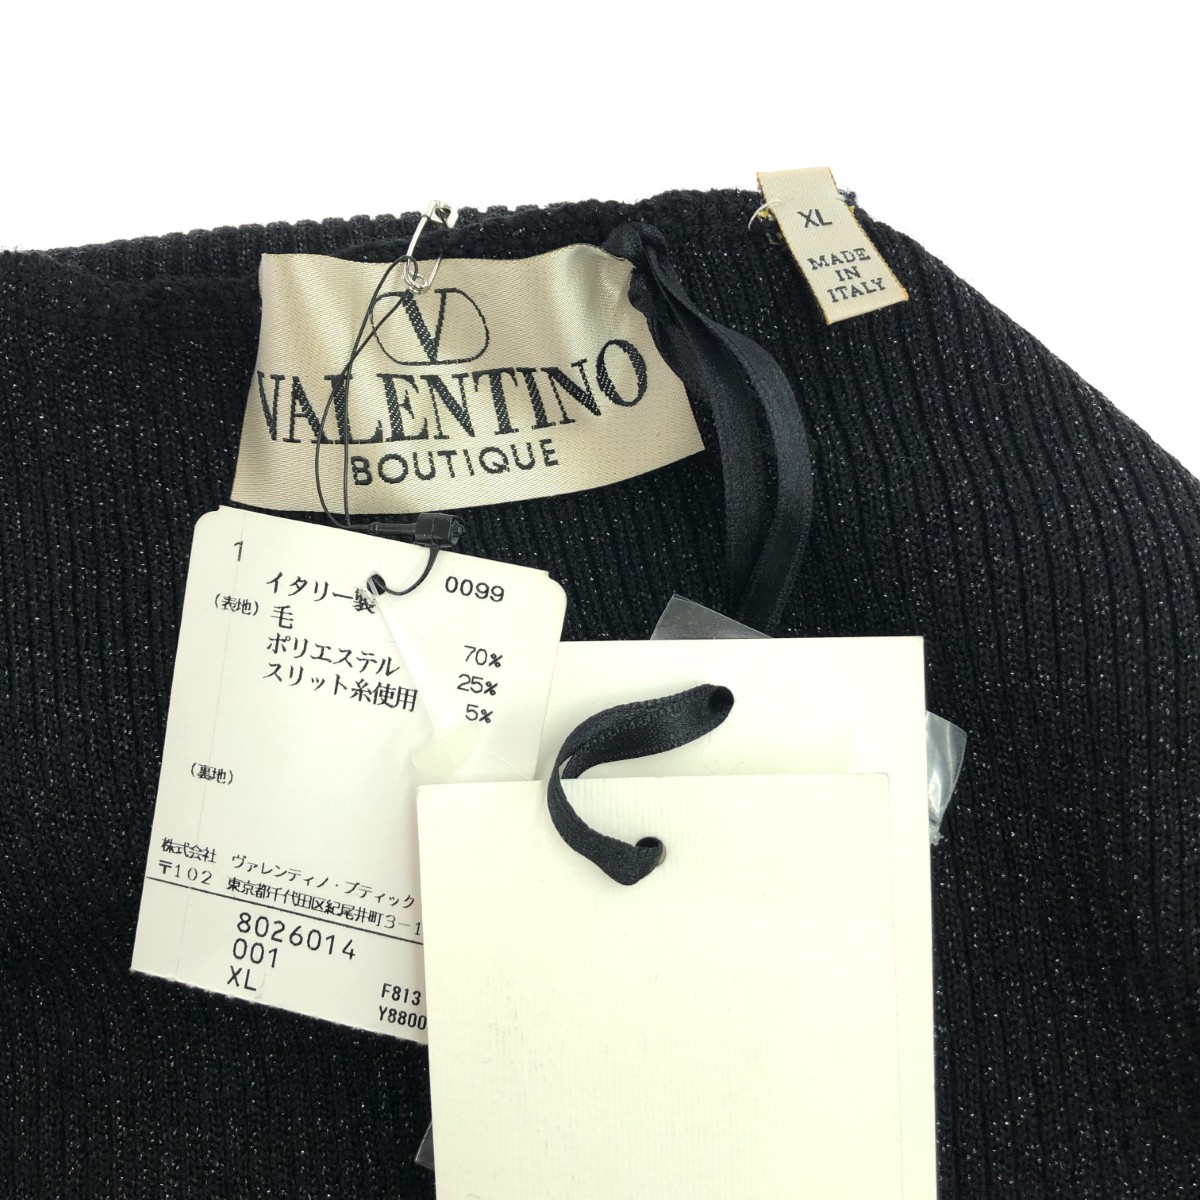 XL
MADE
IN
ITALY
V
VALENTINO
BOUTIQUE
1
イタリー製 0099
(表地) 毛 70%
ポリエステル 25%
スリット糸使用 5%
(裏地)
株式会社 ヴァレンティノ・ブティック
〒102 東京都千代田区紀尾井町3-1
8026014
001
XL
F813
Y8800